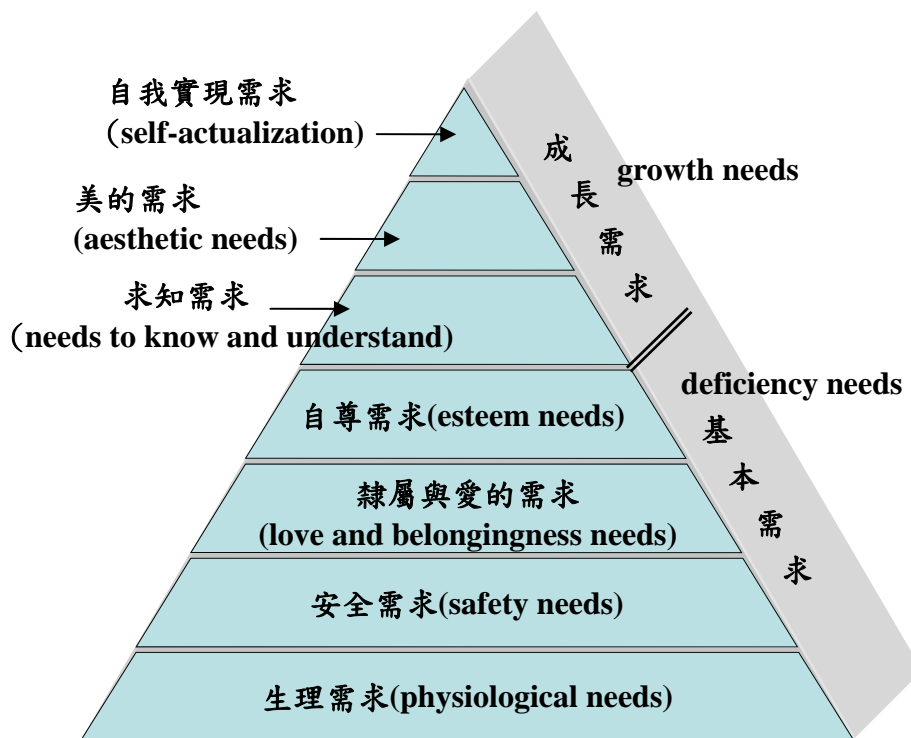 自我實現需求
（self-actualization)
美的需求
(aesthetic needs)
求知需求
（needs to know and understand)
自尊需求(esteem needs)
隸屬與愛的需求
(love and belongingness needs)
安全需求(safety needs)
生理需求(physiological needs)
成長需求
growth needs
deficiency needs
基本需求